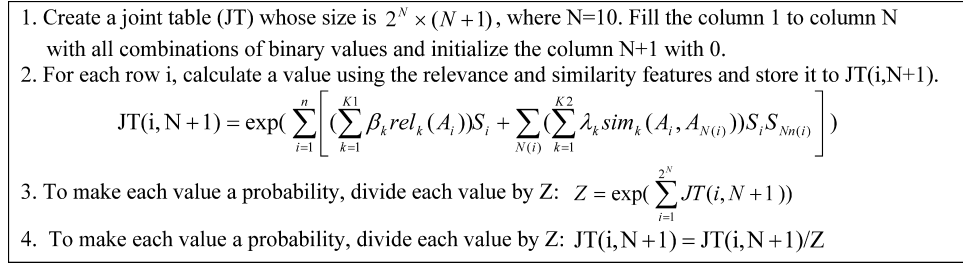 1. Create a joint table (JT) whose size is 2^N × (N+1), where N=10. Fill the column 1 to column N
with all combinations of binary values and initialize the column N+1 with 0.
2. For each row i, calculate a value using the relevance and similarity features and store it to JT(i,N+1).
JT(i, N+1) = exp( ∑_{i=1}^{n} [ (∑_{k=1}^{K1} β_k rel_k (A_i))S_i + ∑_{N(i)} (∑_{k=1}^{K2} λ_k sim_k (A_i, A_{N(i)}))S_i S_{Nn(i)} ] )
3. To make each value a probability, divide each value by Z: Z = exp( ∑_{i=1}^{2^N} JT(i, N+1))
4. To make each value a probability, divide each value by Z: JT(i,N+1) = JT(i,N+1)/Z